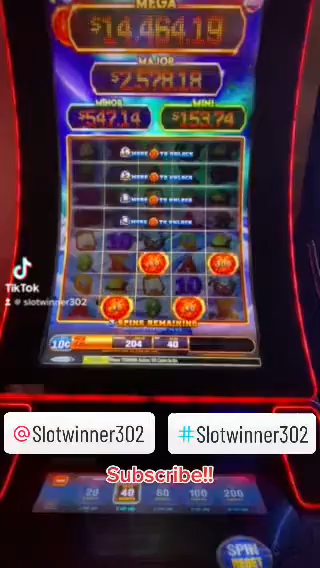 MEGA
$14,464.19
MAJOR
$2,578.18
MINOR
MINI
$547.14
$153.74
MORE TO UNLOCK
MORE TO UNLOCK
MORE TO UNLOCK
MORE TO UNLOCK
TikTok
@ slotwinner302
SPINS REMAINING
10¢
204
40
@Slotwinner302
#Slotwinner302
Subscribe!!
20
40
80
100
200
SPIN